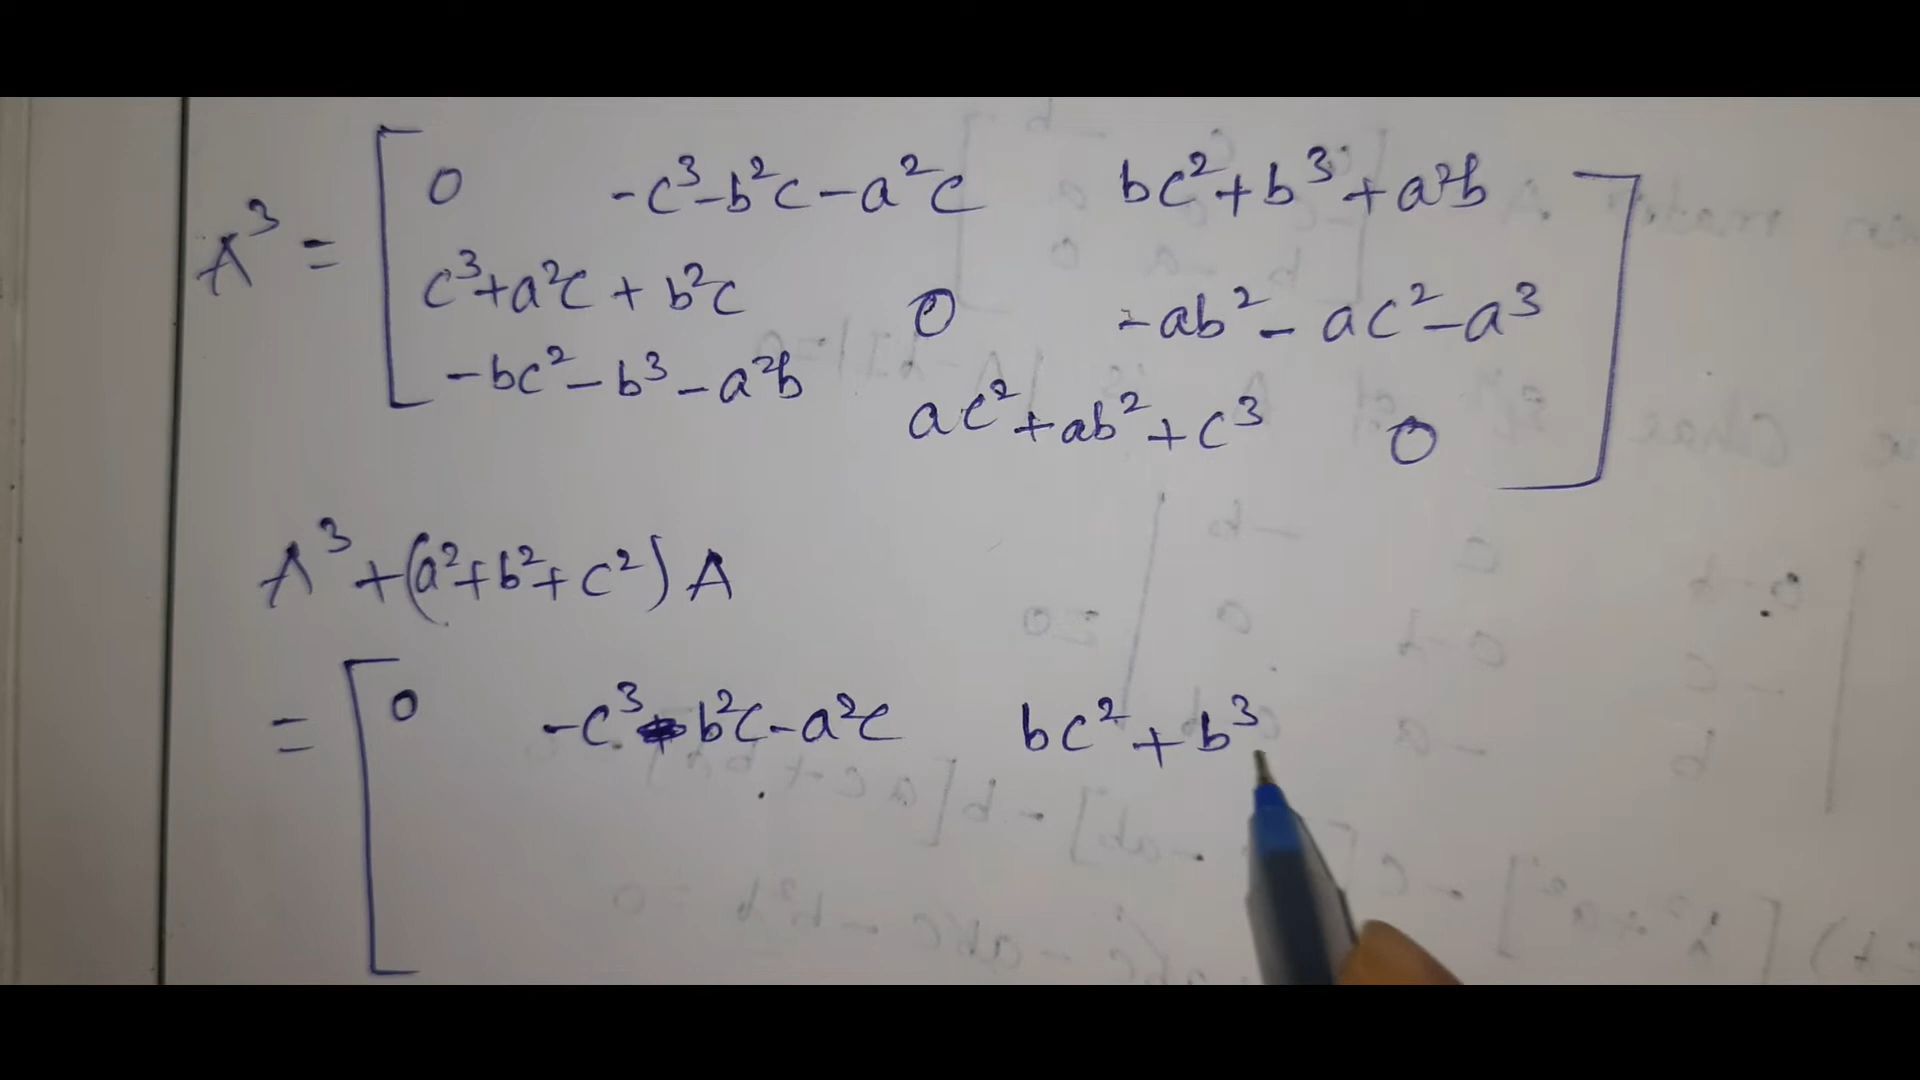 A³ = [ 0 -c³-b²c-a²c bc²+b³+a²b
c³+a²c+b²c 0 -ab²-ac²-a³
-bc²-b³-a²b ac²+ab²+c³ 0 ]
A³+(a²+b²+c²)A
= [ 0 -c³-b²c-a²c bc²+b³